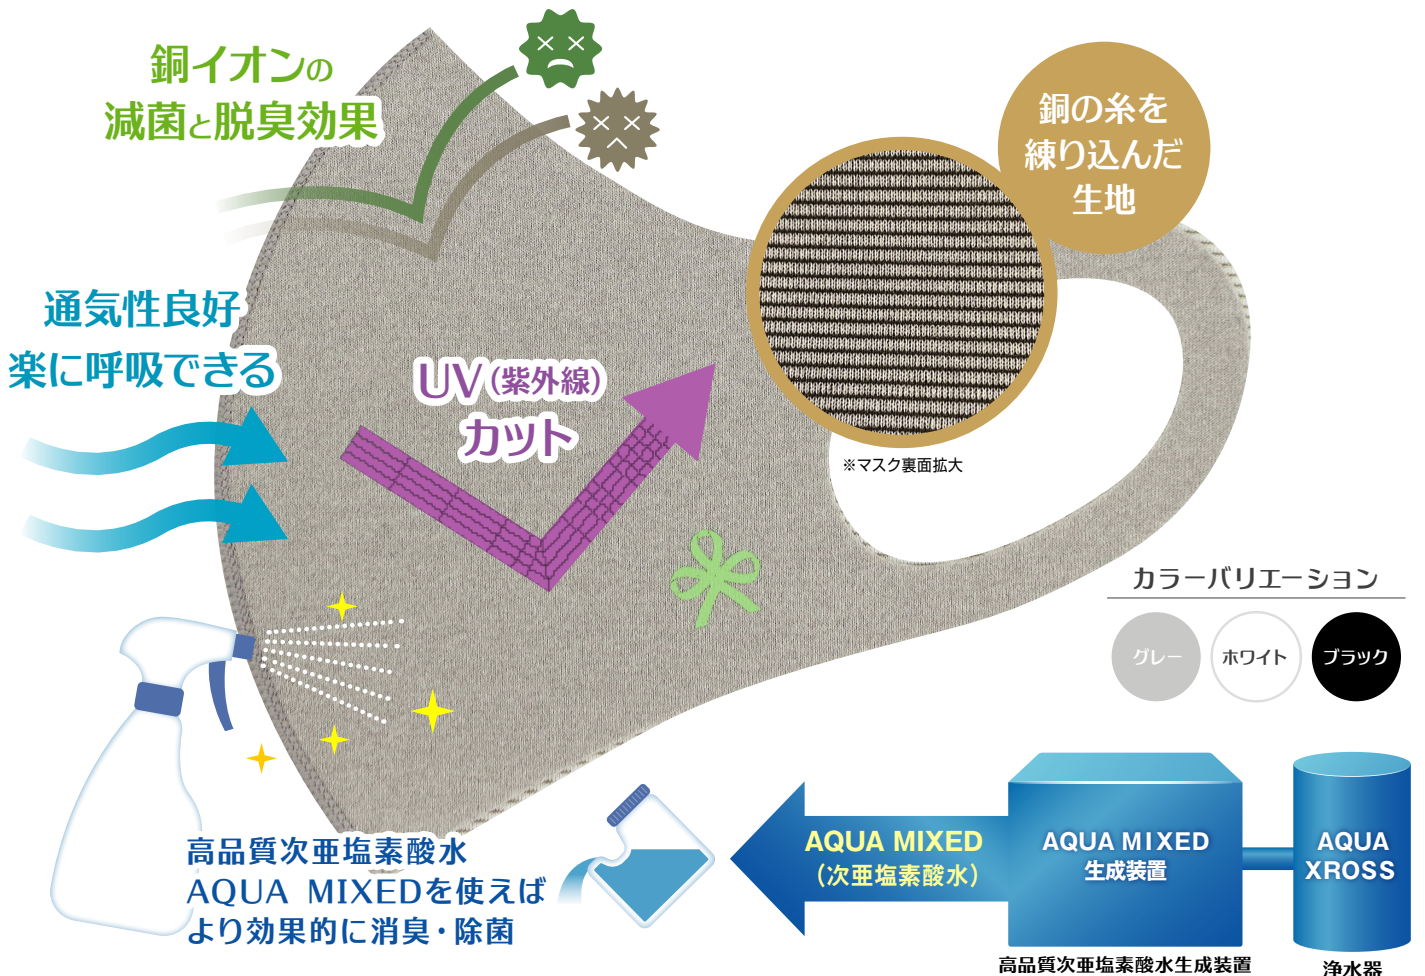 銅イオンの
減菌と脱臭効果
銅の糸を
練り込んだ
生地
通気性良好
楽に呼吸できる
UV(紫外線)
カット
※マスク裏面拡大
カラーバリエーション
グレー
ホワイト
ブラック
高品質次亜塩素酸水
AQUA MIXEDを使えば
より効果的に消臭・除菌
AQUA MIXED
(次亜塩素酸水)
AQUA MIXED
生成装置
AQUA
XROSS
高品質次亜塩素酸水生成装置
浄水器